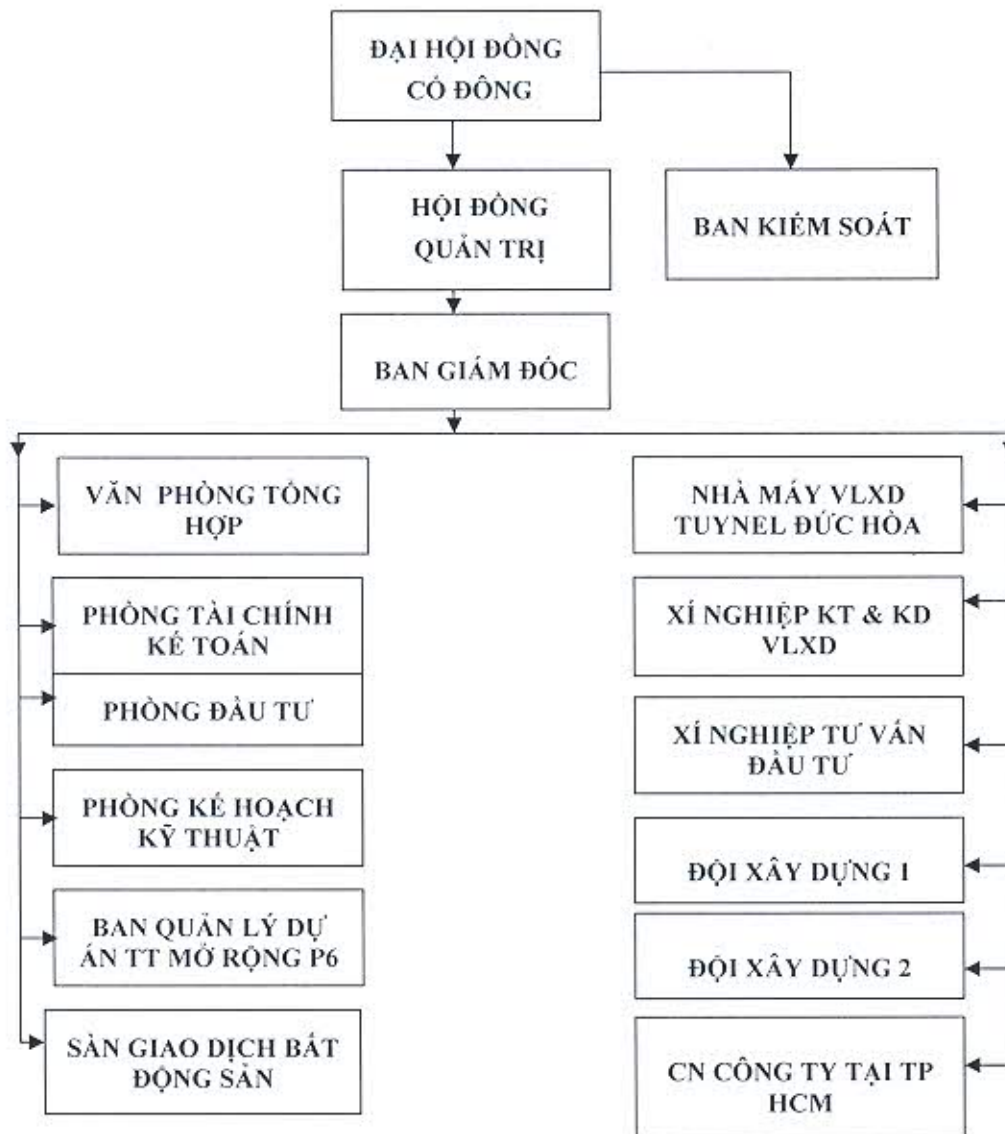 ĐẠI HỘI ĐỒNG
CỔ ĐÔNG
HỘI ĐỒNG
QUẢN TRỊ
BAN KIỂM SOÁT
BAN GIÁM ĐỐC
VĂN PHÒNG TỔNG
HỢP
PHÒNG TÀI CHÍNH
KẾ TOÁN
PHÒNG ĐẦU TƯ
PHÒNG KẾ HOẠCH
KỸ THUẬT
BAN QUẢN LÝ DỰ
ÁN TT MỞ RỘNG P6
SÀN GIAO DỊCH BẤT
ĐỘNG SẢN
NHÀ MÁY VLXD
TUYNEL ĐỨC HÒA
XÍ NGHIỆP KT & KD
VLXD
XÍ NGHIỆP TƯ VẤN
ĐẦU TƯ
ĐỘI XÂY DỰNG 1
ĐỘI XÂY DỰNG 2
CN CÔNG TY TẠI TP
HCM